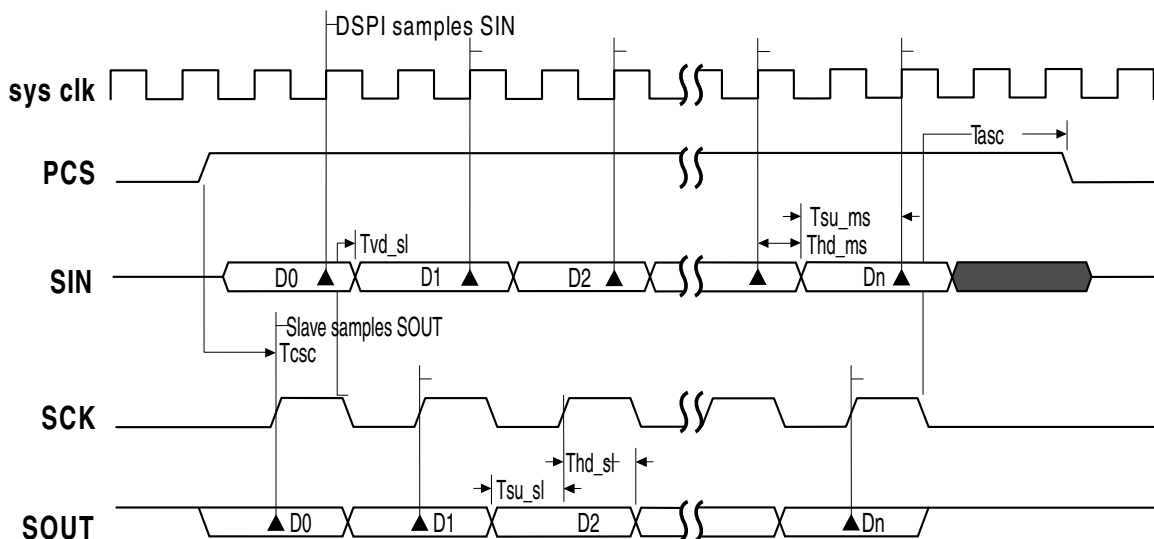 DSPI samples SIN
sys clk
Tasc
PCS
Tsu_ms
Tvd_sl
Thd_ms
SIN
D0
D1
D2
Dn
Slave samples SOUT
Tcsc
SCK
Thd_sl
Tsu_sl
SOUT
D0
D1
D2
Dn